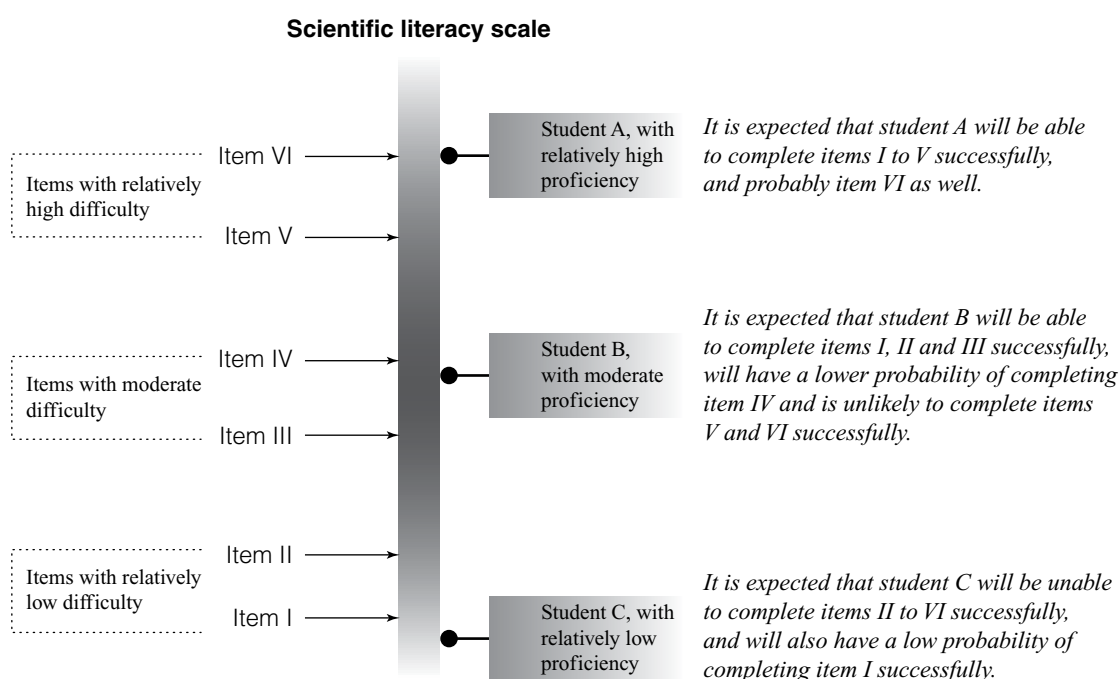 Scientific literacy scale
Item VI
Items with relatively
high difficulty
Item V
Student A, with
relatively high
proficiency
It is expected that student A will be able
to complete items I to V successfully,
and probably item VI as well.
Item IV
Items with moderate
difficulty
Item III
Student B,
with moderate
proficiency
It is expected that student B will be able
to complete items I, II and III successfully,
will have a lower probability of completing
item IV and is unlikely to complete items
V and VI successfully.
Item II
Items with relatively
low difficulty
Item I
Student C, with
relatively low
proficiency
It is expected that student C will be unable
to complete items II to VI successfully,
and will also have a low probability of
completing item I successfully.